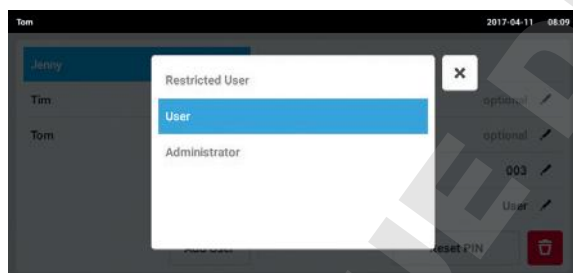 Tom 2017-04-11 08:09
Jenny
Restricted User
Tim optional
User
Tom optional
Administrator
003
User
Add User Reset PIN